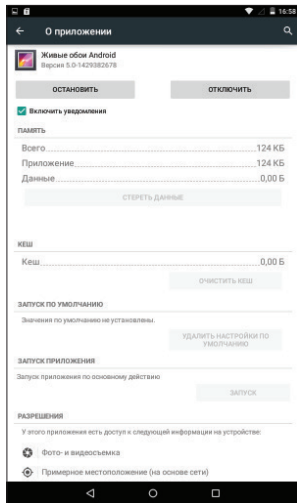 16:58
О приложении
Живые обои Android
Версия 5.0-1429382678
ОСТАНОВИТЬ ОТКЛЮЧИТЬ
Включить уведомления
ПАМЯТЬ
Всего 124 КБ
Приложение 124 КБ
Данные 0,00 Б
СТЕРЕТЬ ДАННЫЕ
КЕШ
Кеш 0,00 Б
ОЧИСТИТЬ КЕШ
ЗАПУСК ПО УМОЛЧАНИЮ
Значения по умолчанию не установлены.
УДАЛИТЬ НАСТРОЙКИ ПО
УМОЛЧАНИЮ
ЗАПУСК ПРИЛОЖЕНИЯ
Запуск приложения по основному действию
ЗАПУСК
РАЗРЕШЕНИЯ
У этого приложения есть доступ к следующей информации на устройстве:
Фото- и видеосъемка
Примерное местоположение (на основе сети)